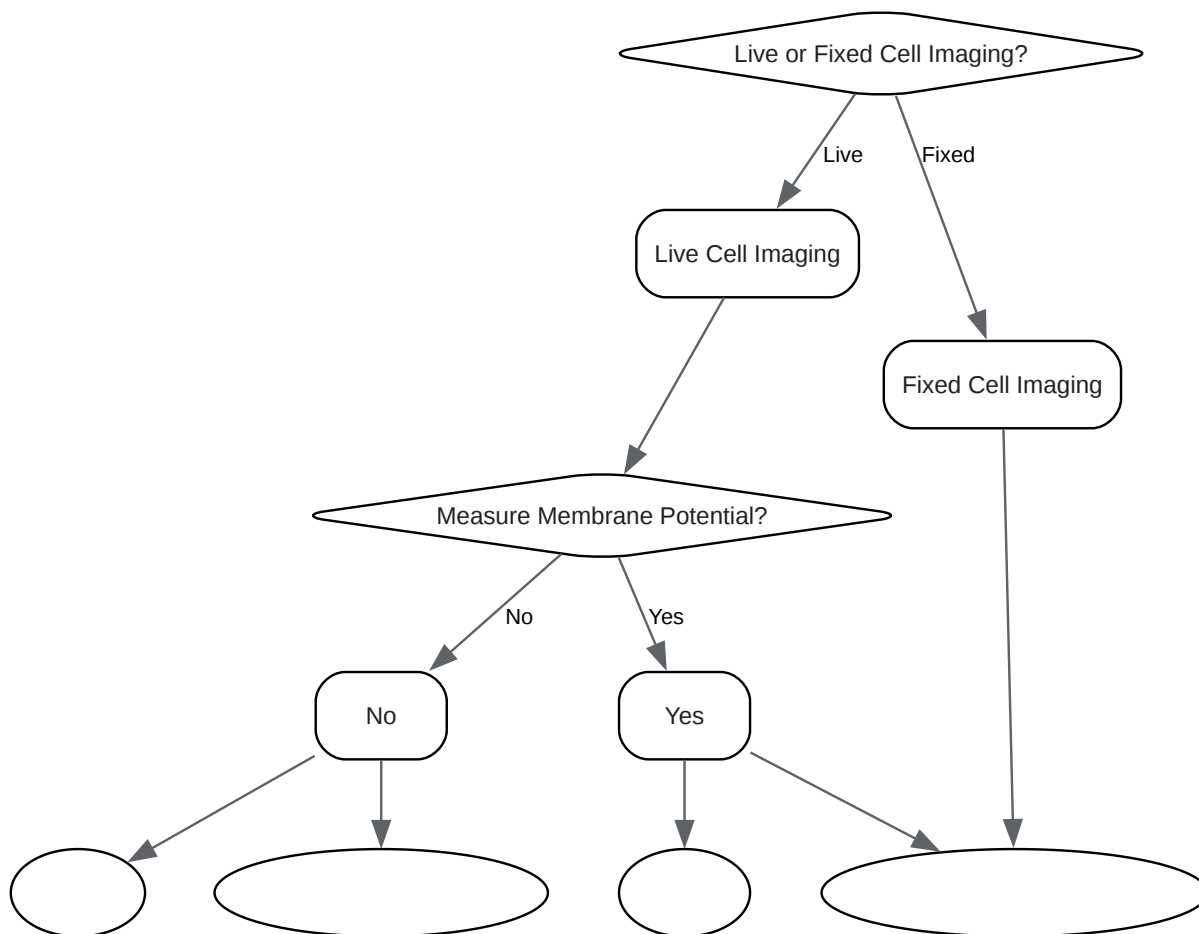 Live or Fixed Cell Imaging?
Live
Fixed
Live Cell Imaging
Fixed Cell Imaging
Measure Membrane Potential?
No
Yes
No
Yes